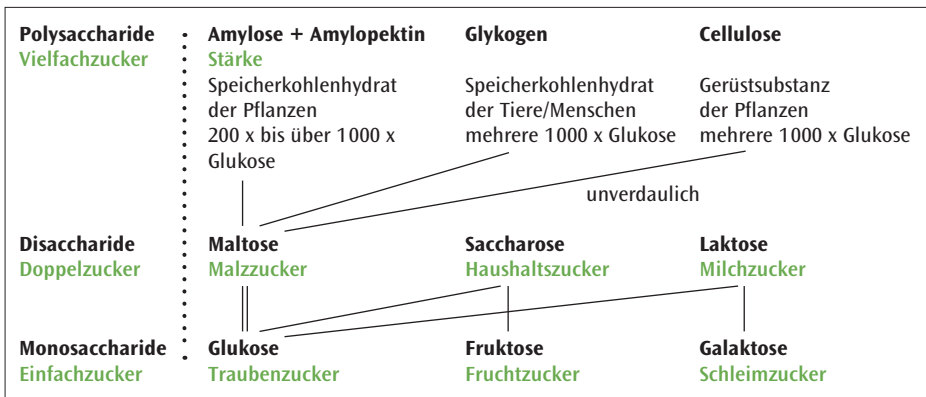 Polysaccharide Amylose + Amylopektin Glykogen Cellulose
Vielfachzucker Stärke
Speicherkohlenhydrat Speicherkohlenhydrat Gerüstsubstanz
der Pflanzen der Tiere/Menschen der Pflanzen
200 x bis über 1000 x mehrere 1000 x Glukose mehrere 1000 x Glukose
Glukose
unverdaulich
Disaccharide Maltose Saccharose Laktose
Doppelzucker Malzzucker Haushaltszucker Milchzucker
Monosaccharide Glukose Fruktose Galaktose
Einfachzucker Traubenzucker Fruchtzucker Schleimzucker